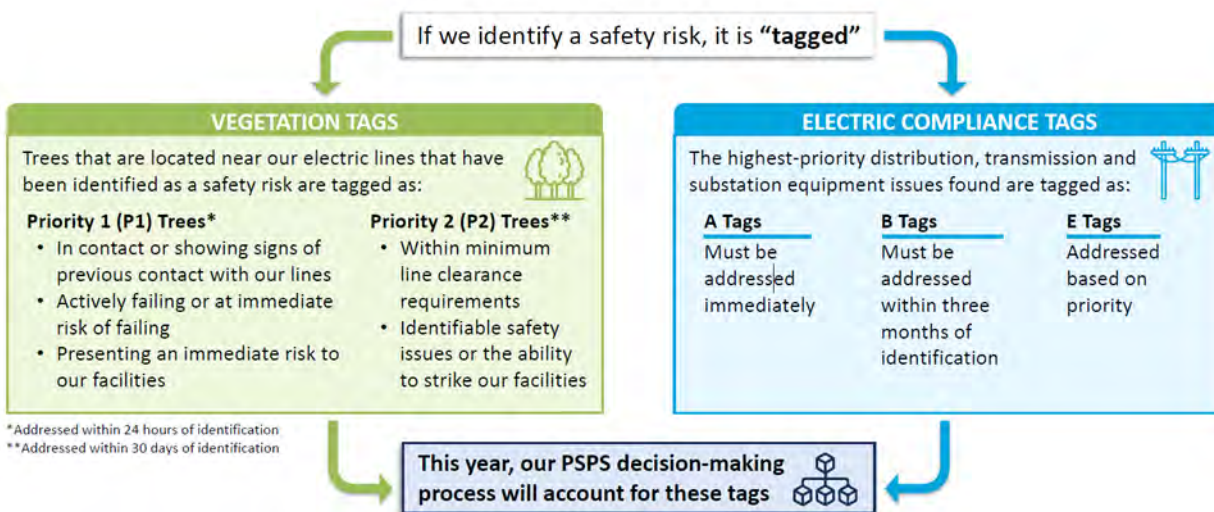 If we identify a safety risk, it is “tagged”
VEGETATION TAGS
Trees that are located near our electric lines that have
been identified as a safety risk are tagged as:
Priority 1 (P1) Trees*
• In contact or showing signs of
previous contact with our lines
• Actively failing or at immediate
risk of failing
• Presenting an immediate risk to
our facilities
Priority 2 (P2) Trees**
• Within minimum
line clearance
requirements
• Identifiable safety
issues or the ability
to strike our facilities
*Addressed within 24 hours of identification
**Addressed within 30 days of identification
ELECTRIC COMPLIANCE TAGS
The highest-priority distribution, transmission and
substation equipment issues found are tagged as:
A Tags
Must be
addressed
immediately
B Tags
Must be
addressed
within three
months of
identification
E Tags
Addressed
based on
priority
This year, our PSPS decision-making
process will account for these tags